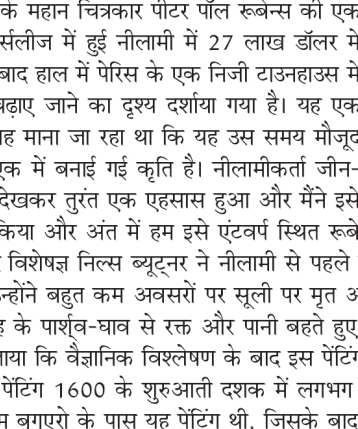 के महान चित्रकार पीटर पॉल रूबेन्स की एक
र्सलीज में हुई नीलामी में 27 लाख डॉलर में
बाद हाल में पेरिस के एक निजी टाउनहाउस में
चढ़ाए जाने का दृश्य दर्शाया गया है। यह एक
ह माना जा रहा था कि यह उस समय मौजूद
एक में बनाई गई कृति है। नीलामीकर्ता जीन-
देखकर तुरंत एक एहसास हुआ और मैंने इसे
किया और अंत में हम इसे एंटवर्प स्थित रूबे
विशेषज्ञ निल्स ब्यूट्नर ने नीलामी से पहले
न्होंने बहुत कम अवसरों पर सूली पर मृत अ
ह के पार्श्व-घाव से रक्त और पानी बहते हुए
ताया कि वैज्ञानिक विश्लेषण के बाद इस पेंटिंग
पेंटिंग 1600 के शुरुआती दशक में लगभग
म बगएरो के पास यह पेंटिंग थी, जिसके बाद